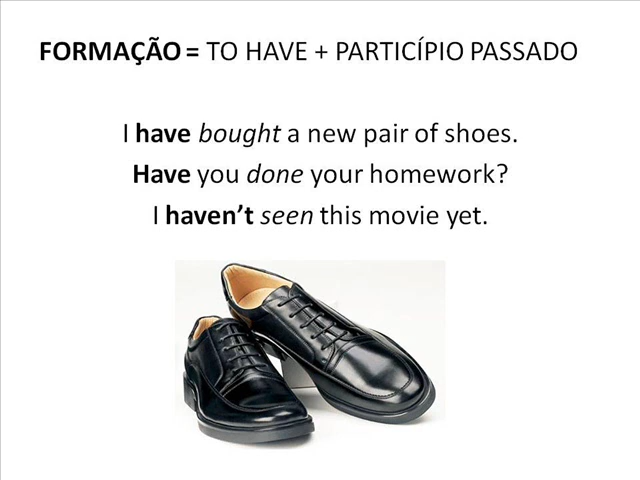 FORMAÇÃO = TO HAVE + PARTICÍPIO PASSADO
I have bought a new pair of shoes.
Have you done your homework?
I haven’t seen this movie yet.